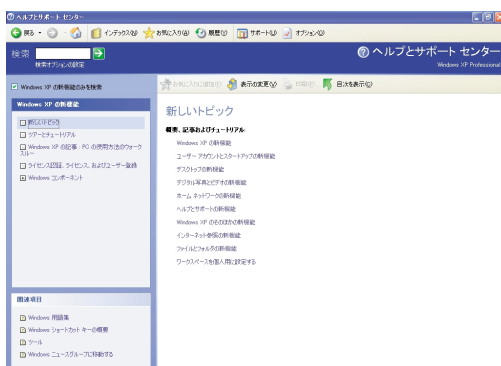 ヘルプとサポート センター
戻る
インデックス(X)
お気に入り(A)
履歴(Y)
サポート(U)
オプション(O)
検索
検索オプションの設定
ヘルプとサポート センター
Windows XP Professional
Windows XP の新機能のみを検索
お気に入りに追加(F)
表示の変更(V)
印刷(P)...
目次を表示(C)
Windows XP の新機能
新しいトピック
ツアーとチュートリアル
Windows XP の記事 : PC の使用方法のウォーク
スルー
ライセンス認証、ライセンス、およびユーザー登録
Windows コンポーネント
新しいトピック
概要、記事およびチュートリアル
Windows XP の新機能
ユーザー アカウントとスタートアップの新機能
デスクトップの新機能
デジタル写真とビデオの新機能
ホーム ネットワークの新機能
ヘルプとサポートの新機能
Windows XP のそのほかの新機能
インターネット参照の新機能
ファイルとフォルダの新機能
ワークスペースを個人用に設定する
関連項目
Windows 用語集
Windows ショートカット キーの概要
ツール
Windows ニュースグループに移動する